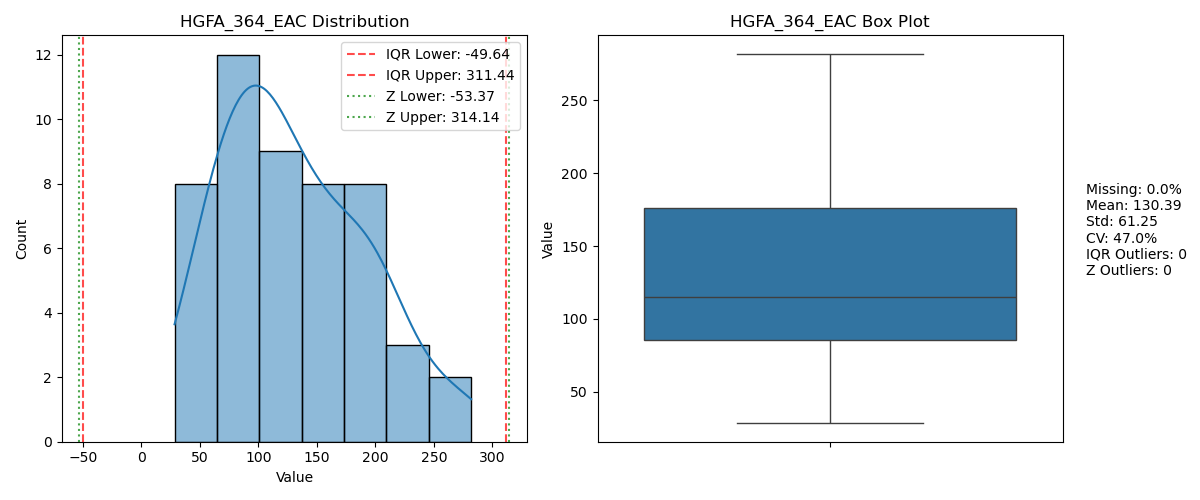 HGFA_364_EAC Distribution
IQR Lower: -49.64
IQR Upper: 311.44
Z Lower: -53.37
Z Upper: 314.14
Count
12
10
8
6
4
2
0
−50
0
50
100
150
200
250
300
Value
HGFA_364_EAC Box Plot
Value
250
200
150
100
50
Missing: 0.0%
Mean: 130.39
Std: 61.25
CV: 47.0%
IQR Outliers: 0
Z Outliers: 0